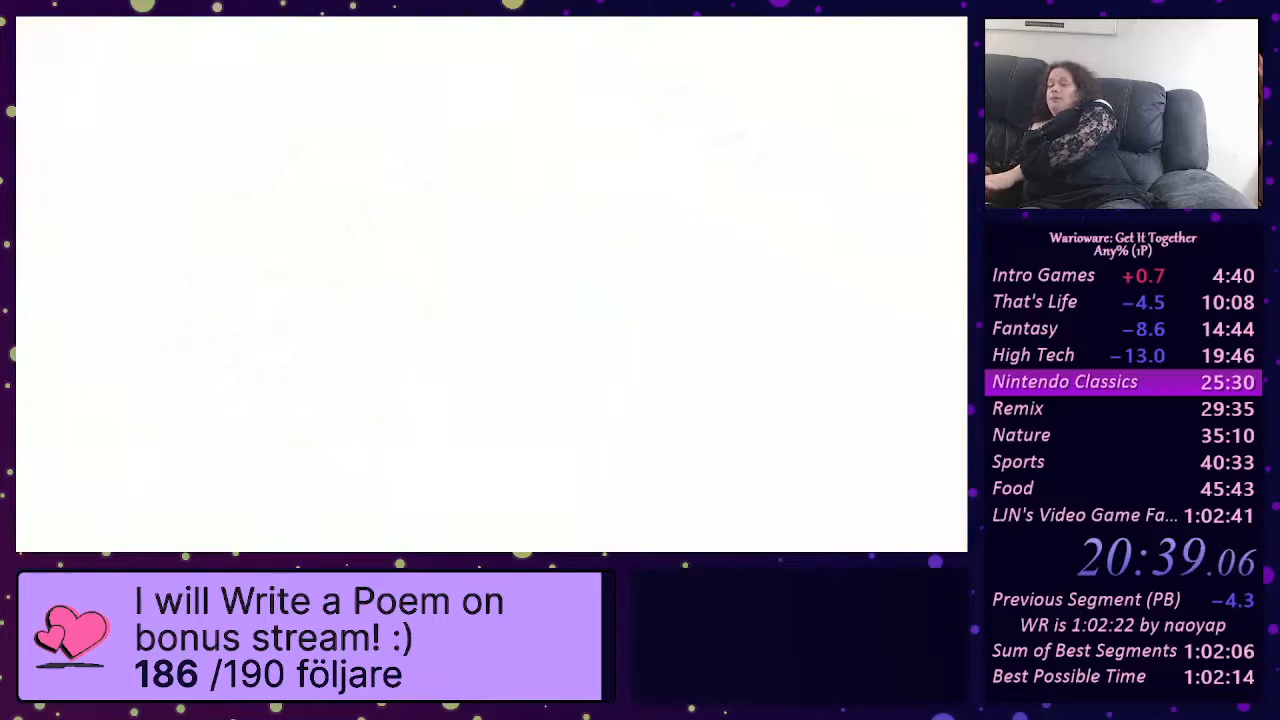 Warioware: Get It Together
Any% (1P)
Intro Games +0.7 4:40
That's Life −4.5 10:08
Fantasy −8.6 14:44
High Tech −13.0 19:46
Nintendo Classics 25:30
Remix 29:35
Nature 35:10
Sports 40:33
Food 45:43
LJN's Video Game Fa... 1:02:41
20:39.06
Previous Segment (PB) −4.3
WR is 1:02:22 by naoyap
Sum of Best Segments 1:02:06
Best Possible Time 1:02:14
I will Write a Poem on
bonus stream! :)
186 /190 följare